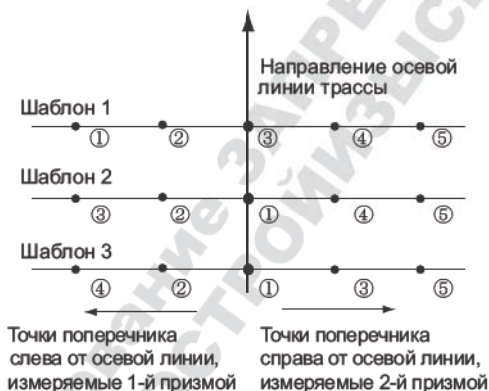 Направление осевой
линии трассы
Шаблон 1
① ② ③ ④ ⑤
Шаблон 2
③ ② ① ④ ⑤
Шаблон 3
④ ② ① ③ ⑤
Точки поперечника
слева от осевой линии,
измеряемые 1-й призмой
Точки поперечника
справа от осевой линии,
измеряемые 2-й призмой